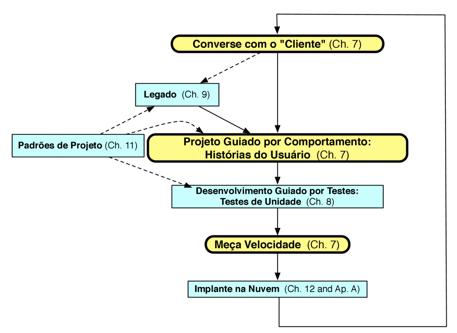 Converse com o "Cliente" (Ch. 7)
Legado (Ch. 9)
Padrões de Projeto (Ch. 11)
Projeto Guiado por Comportamento:
Histórias do Usuário (Ch. 7)
Desenvolvimento Guiado por Testes:
Testes de Unidade (Ch. 8)
Meça Velocidade (Ch. 7)
Implante na Nuvem (Ch. 12 and Ap. A)